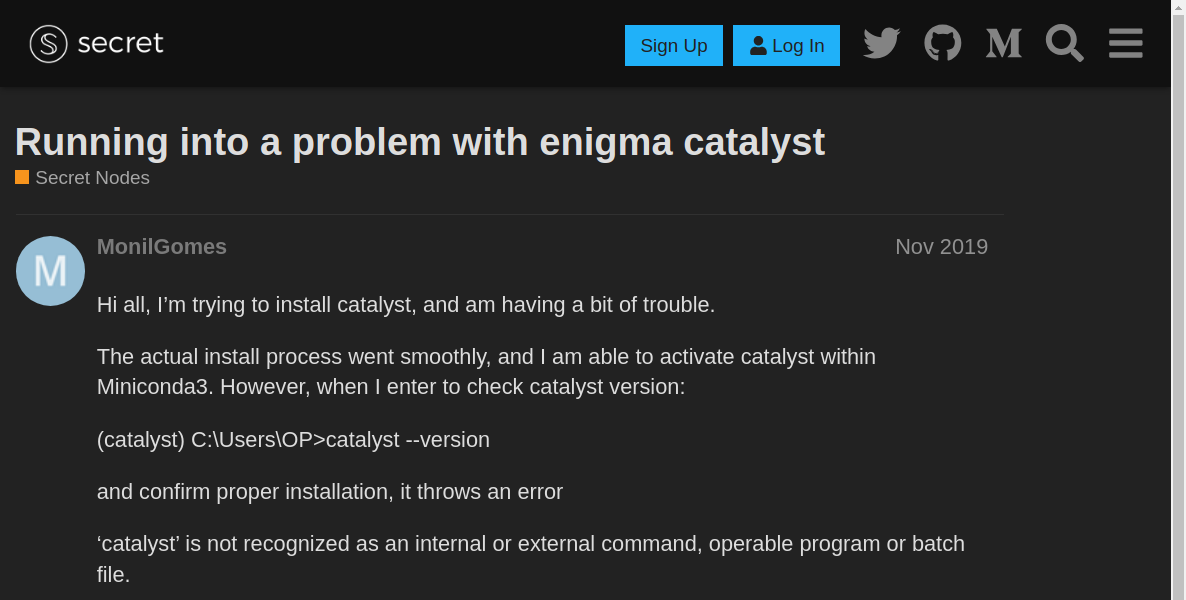 secret
Sign Up
Log In
Running into a problem with enigma catalyst
Secret Nodes
M
MonilGomes
Nov 2019
Hi all, I’m trying to install catalyst, and am having a bit of trouble.
The actual install process went smoothly, and I am able to activate catalyst within
Miniconda3. However, when I enter to check catalyst version:
(catalyst) C:\Users\OP>catalyst --version
and confirm proper installation, it throws an error
‘catalyst’ is not recognized as an internal or external command, operable program or batch
file.